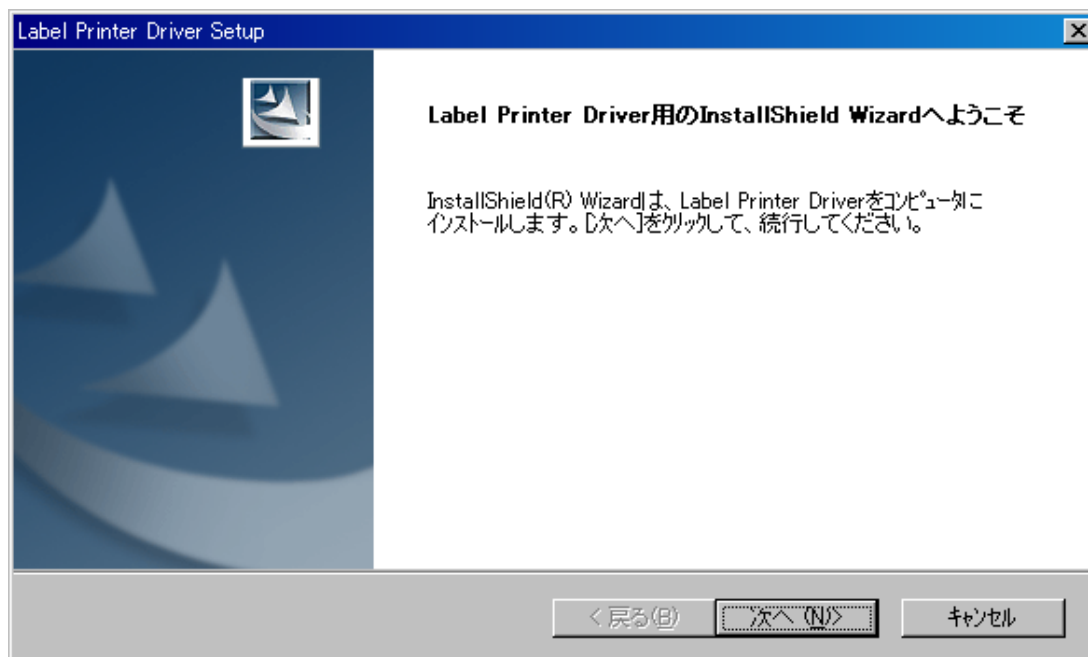 Label Printer Driver Setup
Label Printer Driver用のInstallShield Wizardへようこそ
InstallShield(R) Wizardは、Label Printer Driverをｺﾝﾋﾟｭｰﾀに
ｲﾝｽﾄｰﾙします。[次へ]をｸﾘｯｸして、続行してください。
< 戻る(B)
次へ (N)>
ｷｬﾝｾﾙ